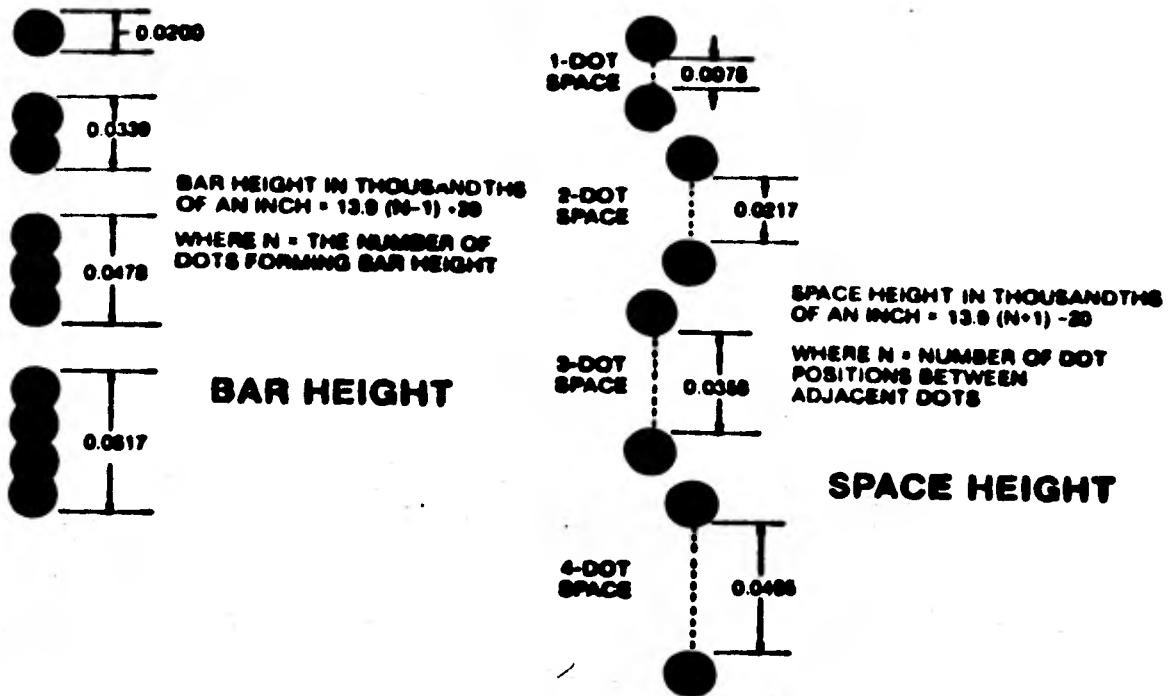 0.0200
0.0339
BAR HEIGHT IN THOUSANDTHS
OF AN INCH = 13.9 (N-1) +20
WHERE N = THE NUMBER OF
DOTS FORMING BAR HEIGHT
0.0478
BAR HEIGHT
0.0617
1-DOT
SPACE
0.0078
2-DOT
SPACE
0.0217
3-DOT
SPACE
0.0356
SPACE HEIGHT IN THOUSANDTHS
OF AN INCH = 13.9 (N+1) -20
WHERE N = NUMBER OF DOT
POSITIONS BETWEEN
ADJACENT DOTS
SPACE HEIGHT
4-DOT
SPACE
0.0495